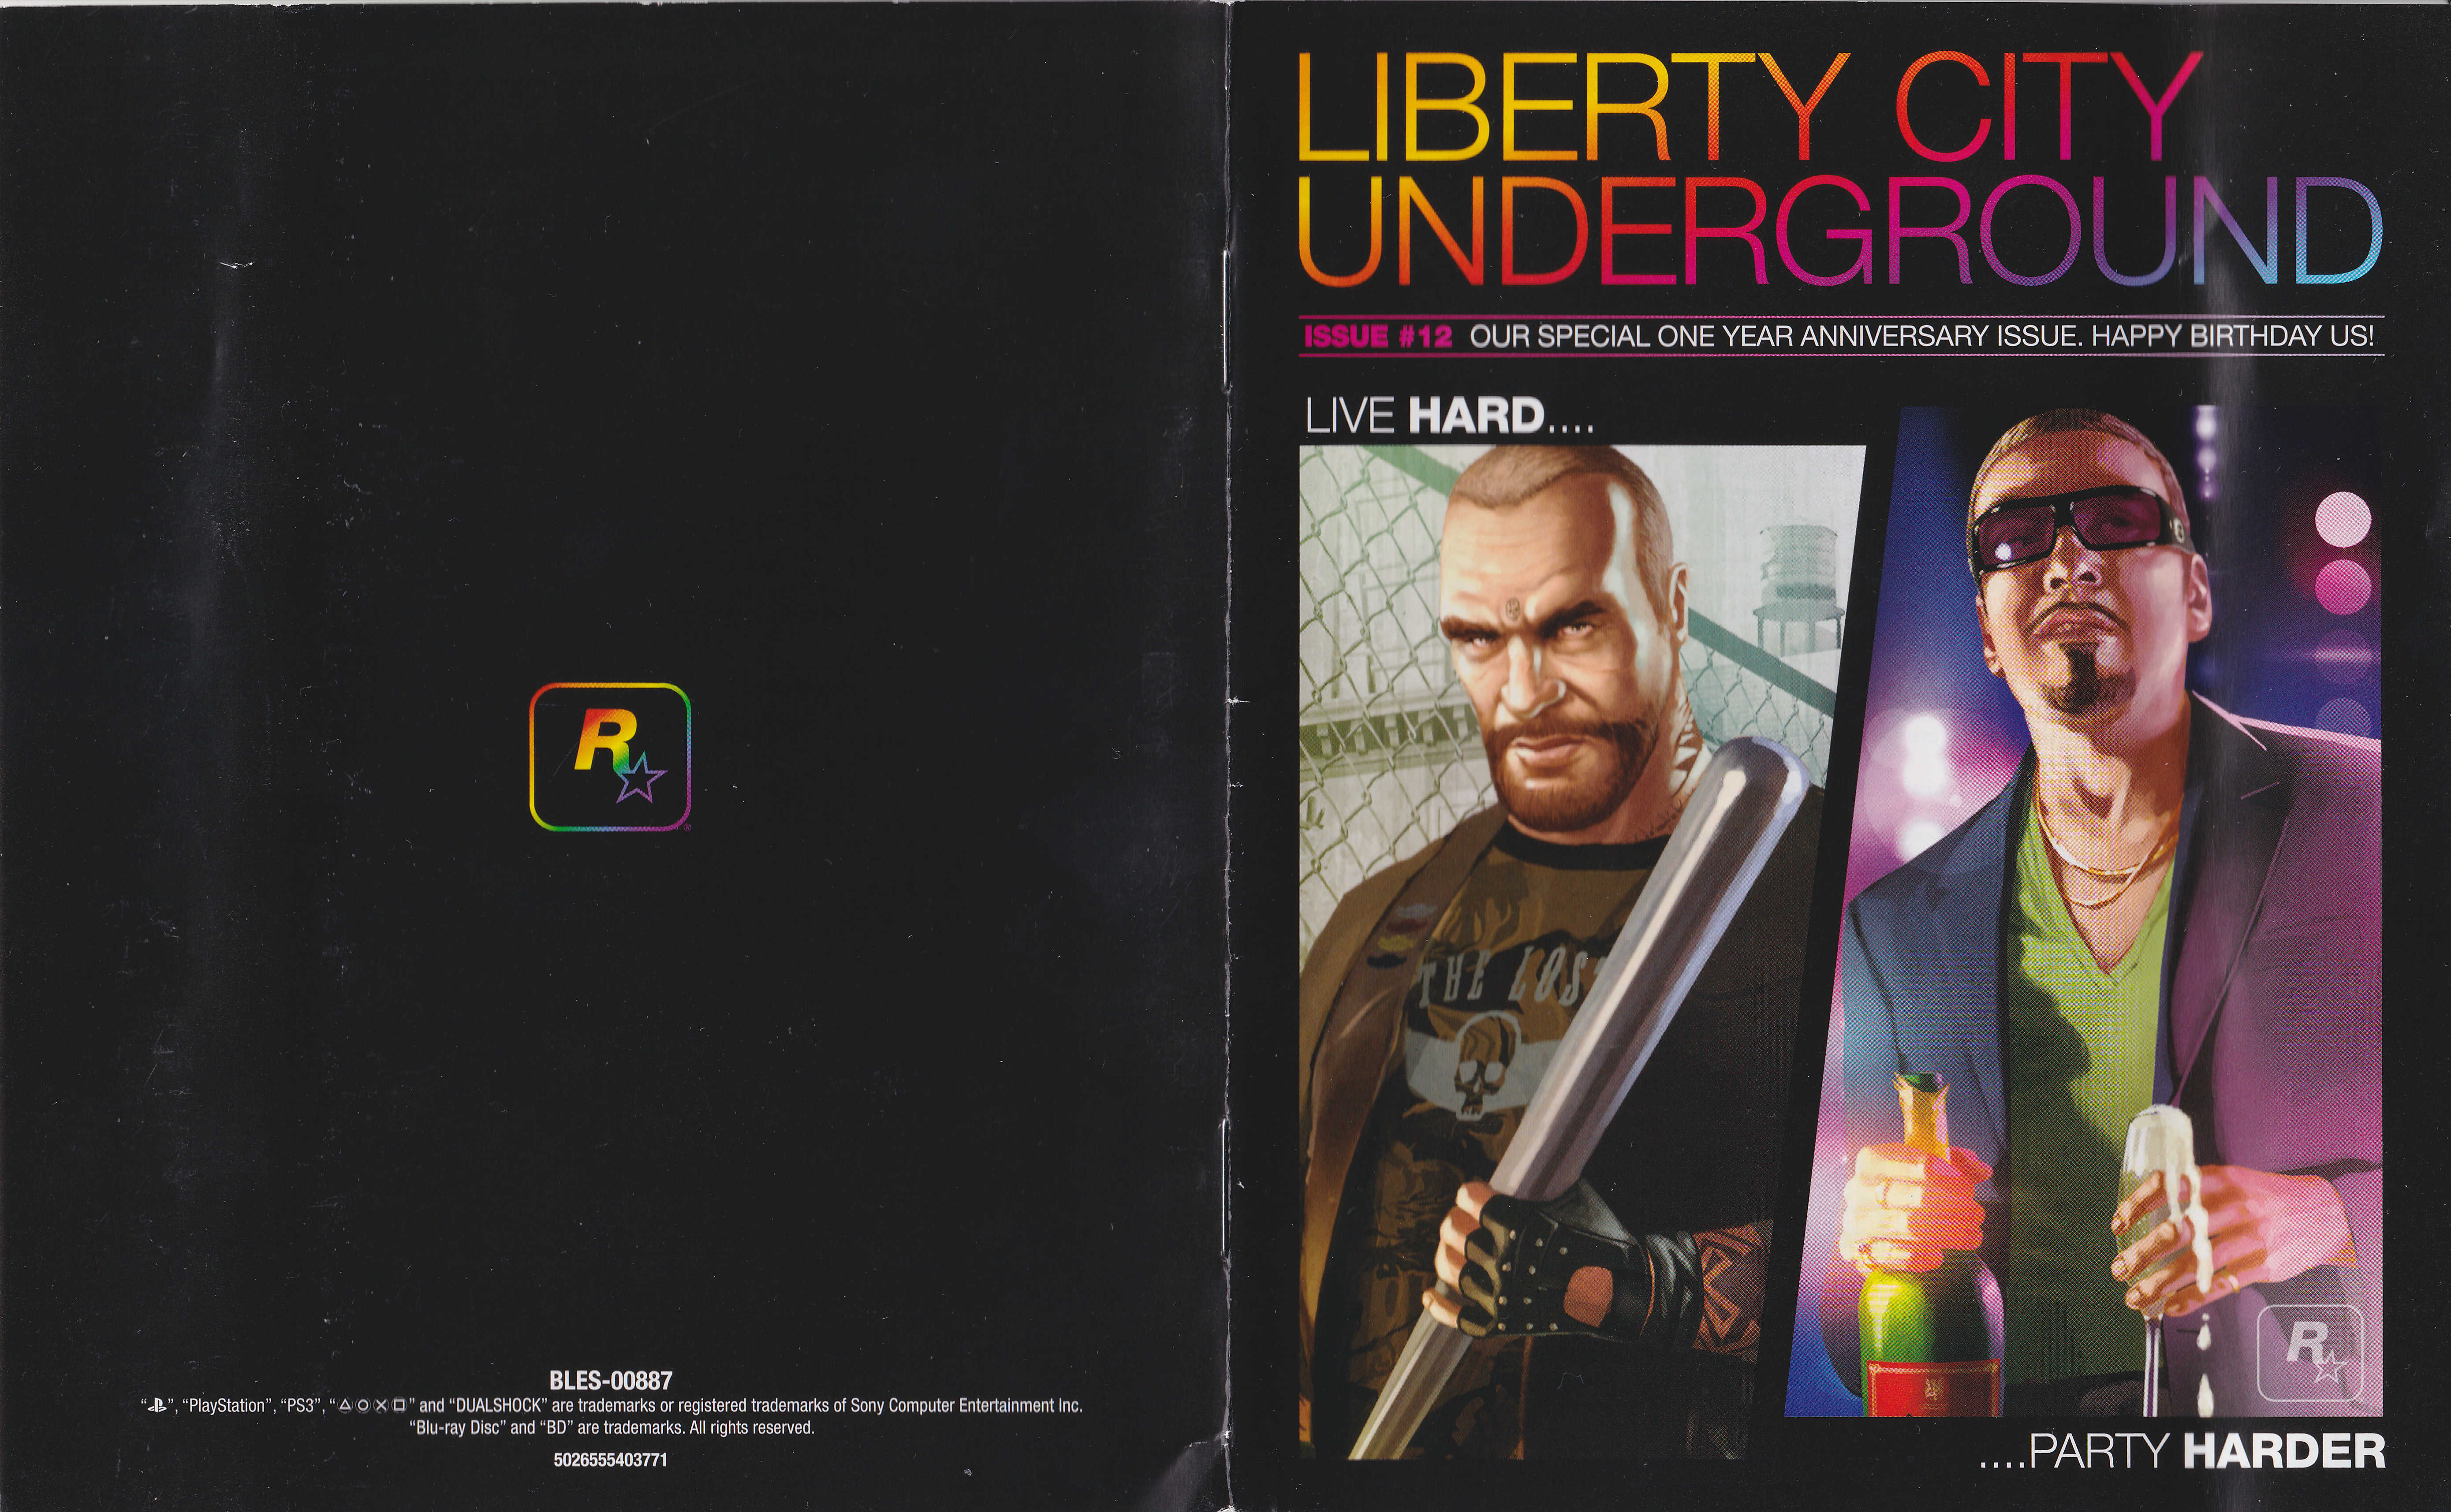 LIBERTY CITY
UNDERGROUND
ISSUE #12 OUR SPECIAL ONE YEAR ANNIVERSARY ISSUE. HAPPY BIRTHDAY US!
LIVE HARD....
THE LOS
....PARTY HARDER
R
R
®
BLES-00887
“”, “PlayStation”, “PS3”, “△○✕□” and “DUALSHOCK” are trademarks or registered trademarks of Sony Computer Entertainment Inc.
“Blu-ray Disc” and “BD” are trademarks. All rights reserved.
5026555403771